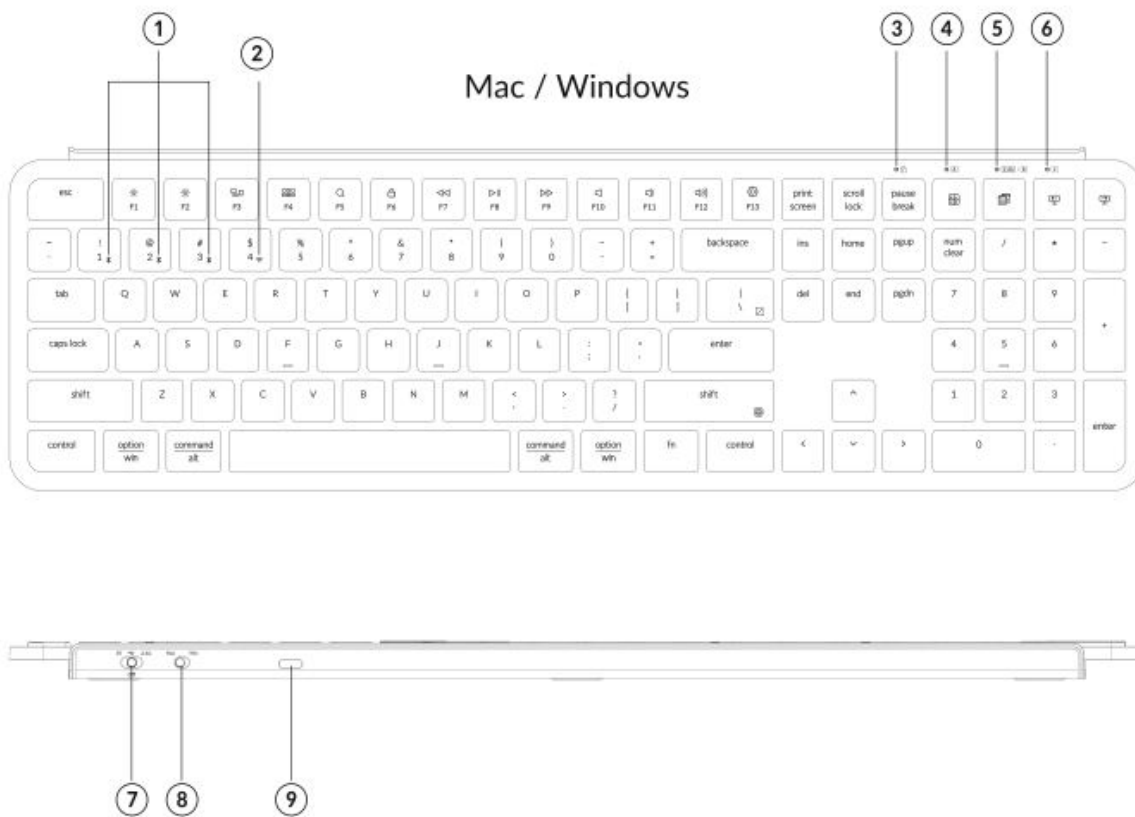 1 2 3 4 5 6
Mac / Windows
esc F1 F2 F3 F4 F5 F6 F7 F8 F9 F10 F11 F12 F13 print screen scroll lock pause break
~ ! 1 @ 2 # 3 $ 4 % 5 ^ 6 & 7 * 8 ( 9 ) 0 - + = backspace ins home pgup num clear / * -
tab Q W E R T Y U I O P { [ } ] | \ del end pgdn 7 8 9
caps lock A S D F G H J K L : ; enter 4 5 6 +
shift Z X C V B N M < , > . ? / shift ^ 1 2 3
control option win command alt command alt option win fn control < > 0 . enter
7 8 9